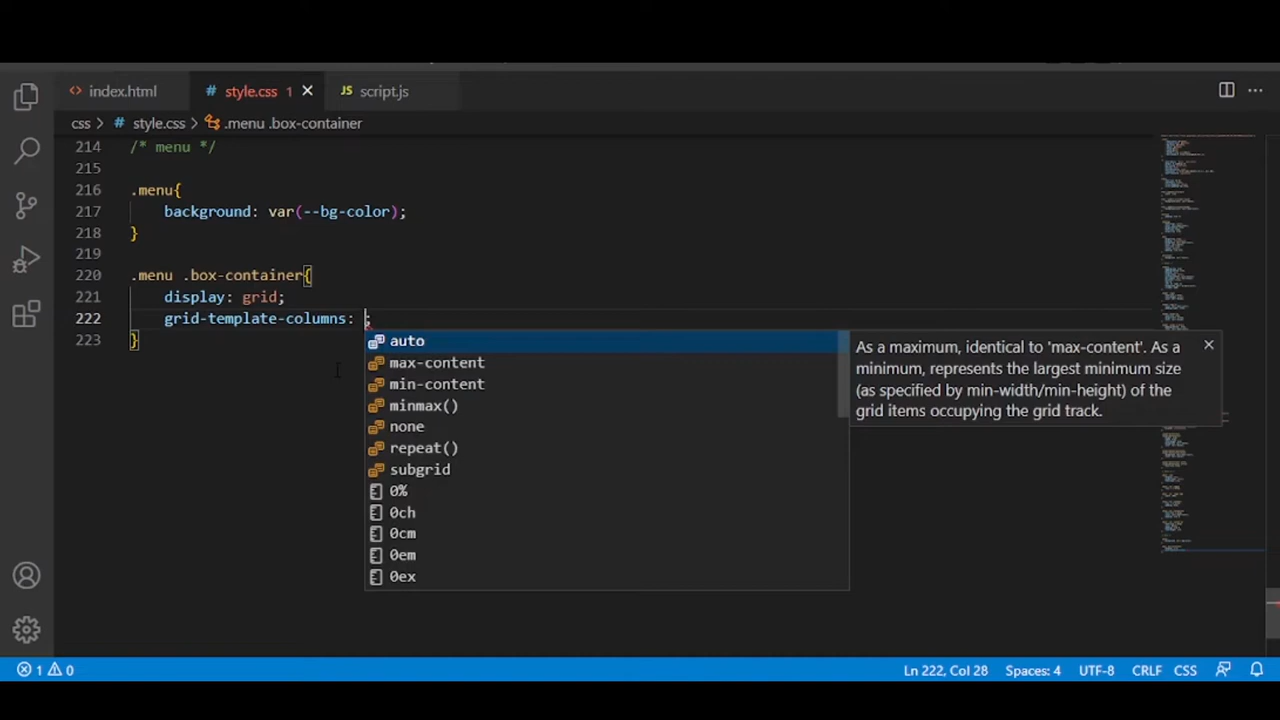 index.html
style.css 1
script.js
css > style.css > .menu .box-container
214 /* menu */
215
216 .menu{
217 background: var(--bg-color);
218 }
219
220 .menu .box-container{
221 display: grid;
222 grid-template-columns: ;
223 }
auto
max-content
min-content
minmax()
none
repeat()
subgrid
0%
0ch
0cm
0em
0ex
As a maximum, identical to 'max-content'. As a
minimum, represents the largest minimum size
(as specified by min-width/min-height) of the
grid items occupying the grid track.
1 0
Ln 222, Col 28
Spaces: 4
UTF-8
CRLF
CSS